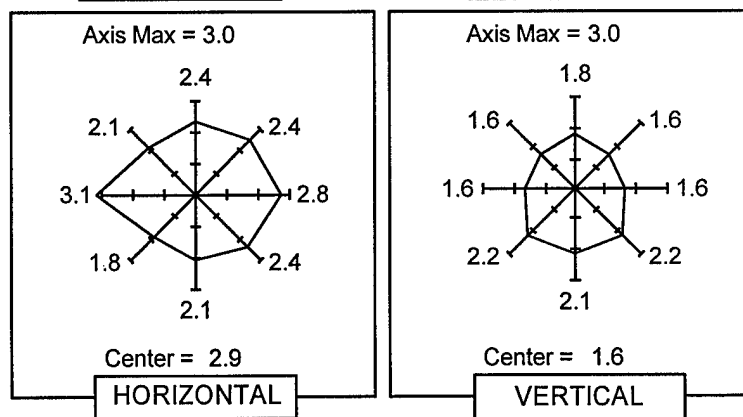 Axis Max = 3.0
2.4
2.1
2.4
3.1
2.8
1.8
2.4
2.1
Center = 2.9
HORIZONTAL
Axis Max = 3.0
1.8
1.6
1.6
1.6
1.6
2.2
2.2
2.1
Center = 1.6
VERTICAL